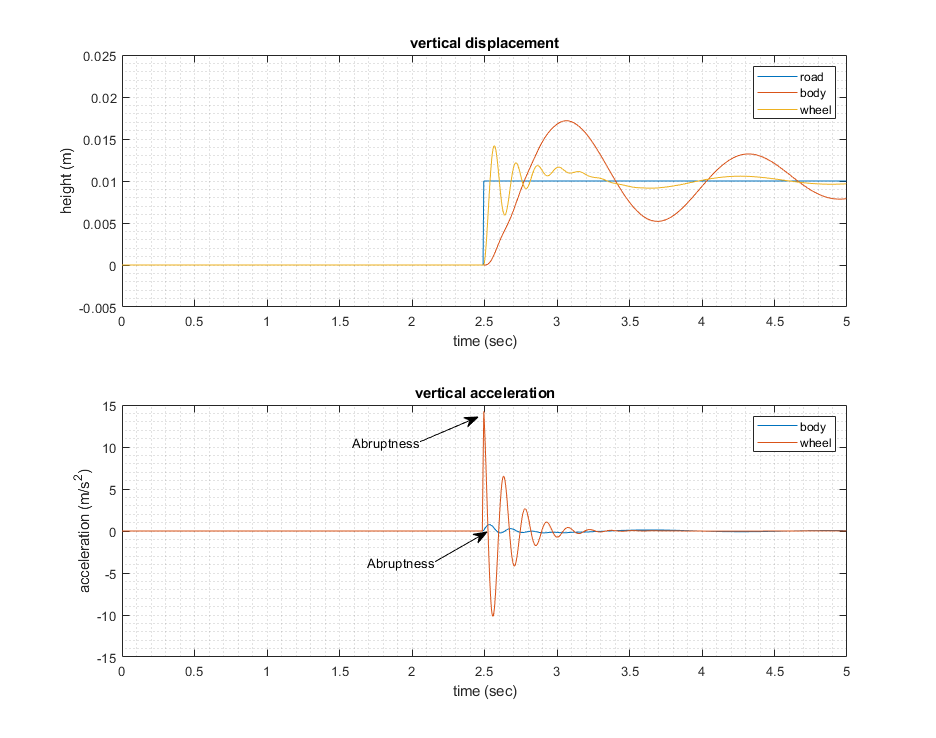 vertical displacement
0.025
0.02
0.015
0.01
0.005
0
-0.005
height (m)
road
body
wheel
0 0.5 1 1.5 2 2.5 3 3.5 4 4.5 5
time (sec)
vertical acceleration
15
10
5
0
-5
-10
-15
acceleration (m/s²)
body
wheel
Abruptness
Abruptness
0 0.5 1 1.5 2 2.5 3 3.5 4 4.5 5
time (sec)